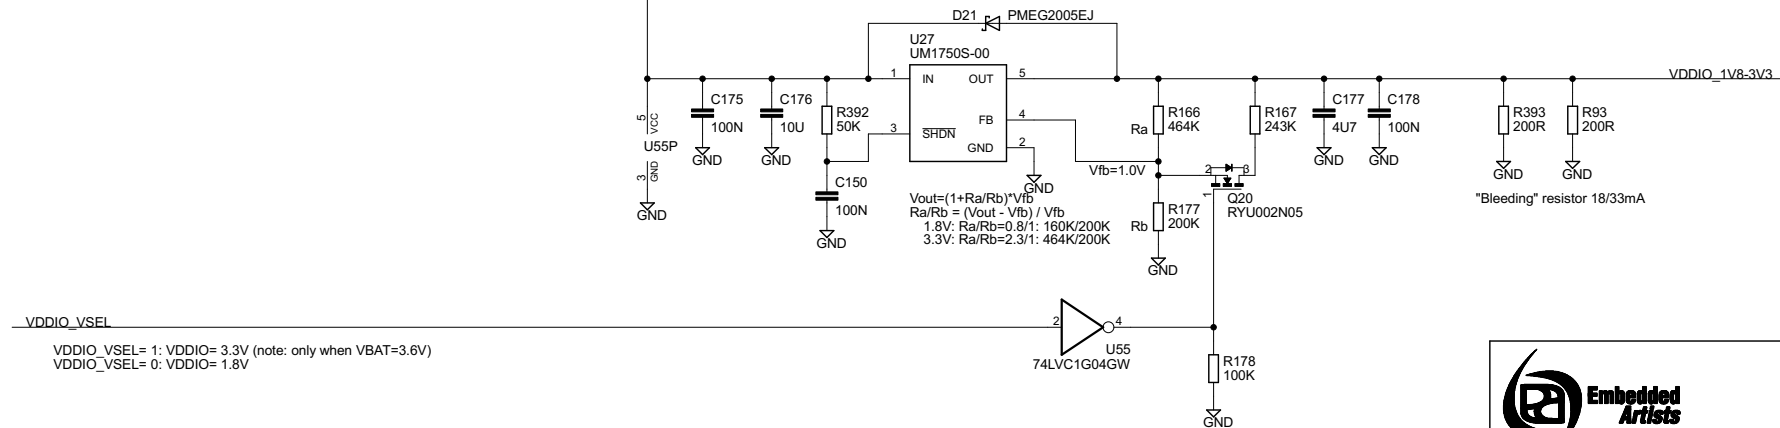 D21 PMEG2005EJ
U27
UM1750S-00
1 IN OUT 5
VDDIO_1V8-3V3
C175
100N
C176
10U
R392
50K
3 SHDN
FB 4
GND 2
R166
464K
Ra
R167
243K
C177
4U7
C178
100N
R393
200R
R93
200R
5 VCC
U55P
3 GND
GND
GND
GND
GND
GND
GND
GND
GND
C150
100N
GND
Vfb=1.0V
2 3
1
Q20
RYU002N05
"Bleeding" resistor 18/33mA
Vout=(1+Ra/Rb)*Vfb
Ra/Rb = (Vout - Vfb) / Vfb
1.8V: Ra/Rb=0.8/1: 160K/200K
3.3V: Ra/Rb=2.3/1: 464K/200K
Rb
R177
200K
GND
VDDIO_VSEL
2 4
U55
74LVC1G04GW
VDDIO_VSEL= 1: VDDIO= 3.3V (note: only when VBAT=3.6V)
VDDIO_VSEL= 0: VDDIO= 1.8V
R178
100K
GND
Embedded
Artists